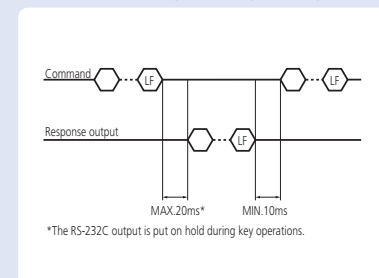 Command
LF
LF
Response output
LF
MAX.20ms*
MIN.10ms
*The RS-232C output is put on hold during key operations.